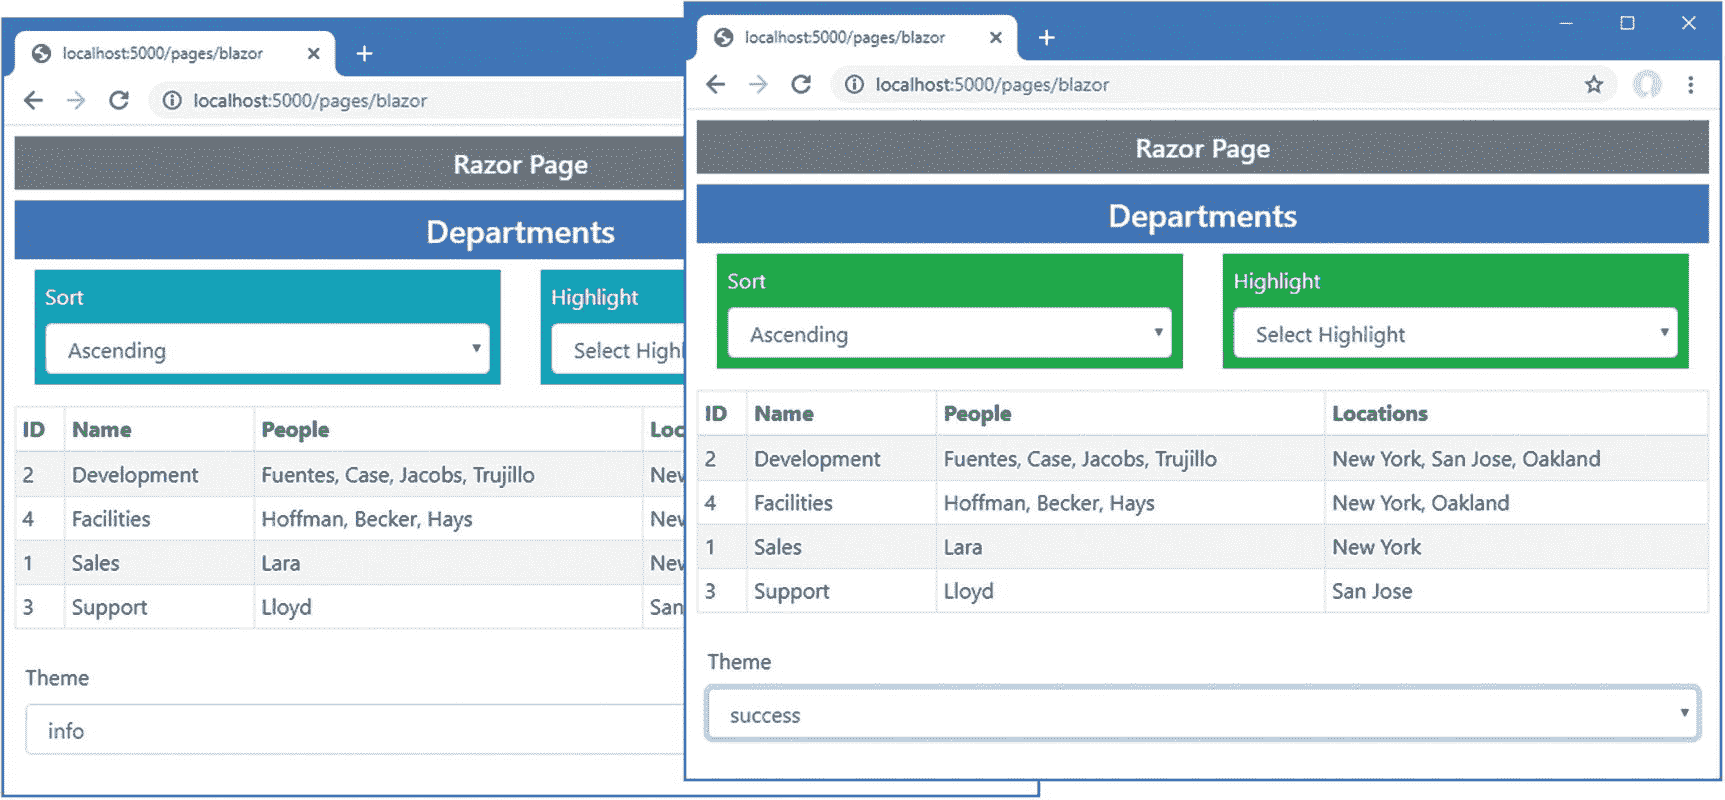 localhost:5000/pages/blazor
localhost:5000/pages/blazor
Razor Page
Departments
Sort
Highlight
Ascending
Select Highl
ID Name People Loc
2 Development Fuentes, Case, Jacobs, Trujillo New
4 Facilities Hoffman, Becker, Hays New
1 Sales Lara New
3 Support Lloyd San
Theme
info
localhost:5000/pages/blazor
localhost:5000/pages/blazor
Razor Page
Departments
Sort
Highlight
Ascending
Select Highlight
ID Name People Locations
2 Development Fuentes, Case, Jacobs, Trujillo New York, San Jose, Oakland
4 Facilities Hoffman, Becker, Hays New York, Oakland
1 Sales Lara New York
3 Support Lloyd San Jose
Theme
success